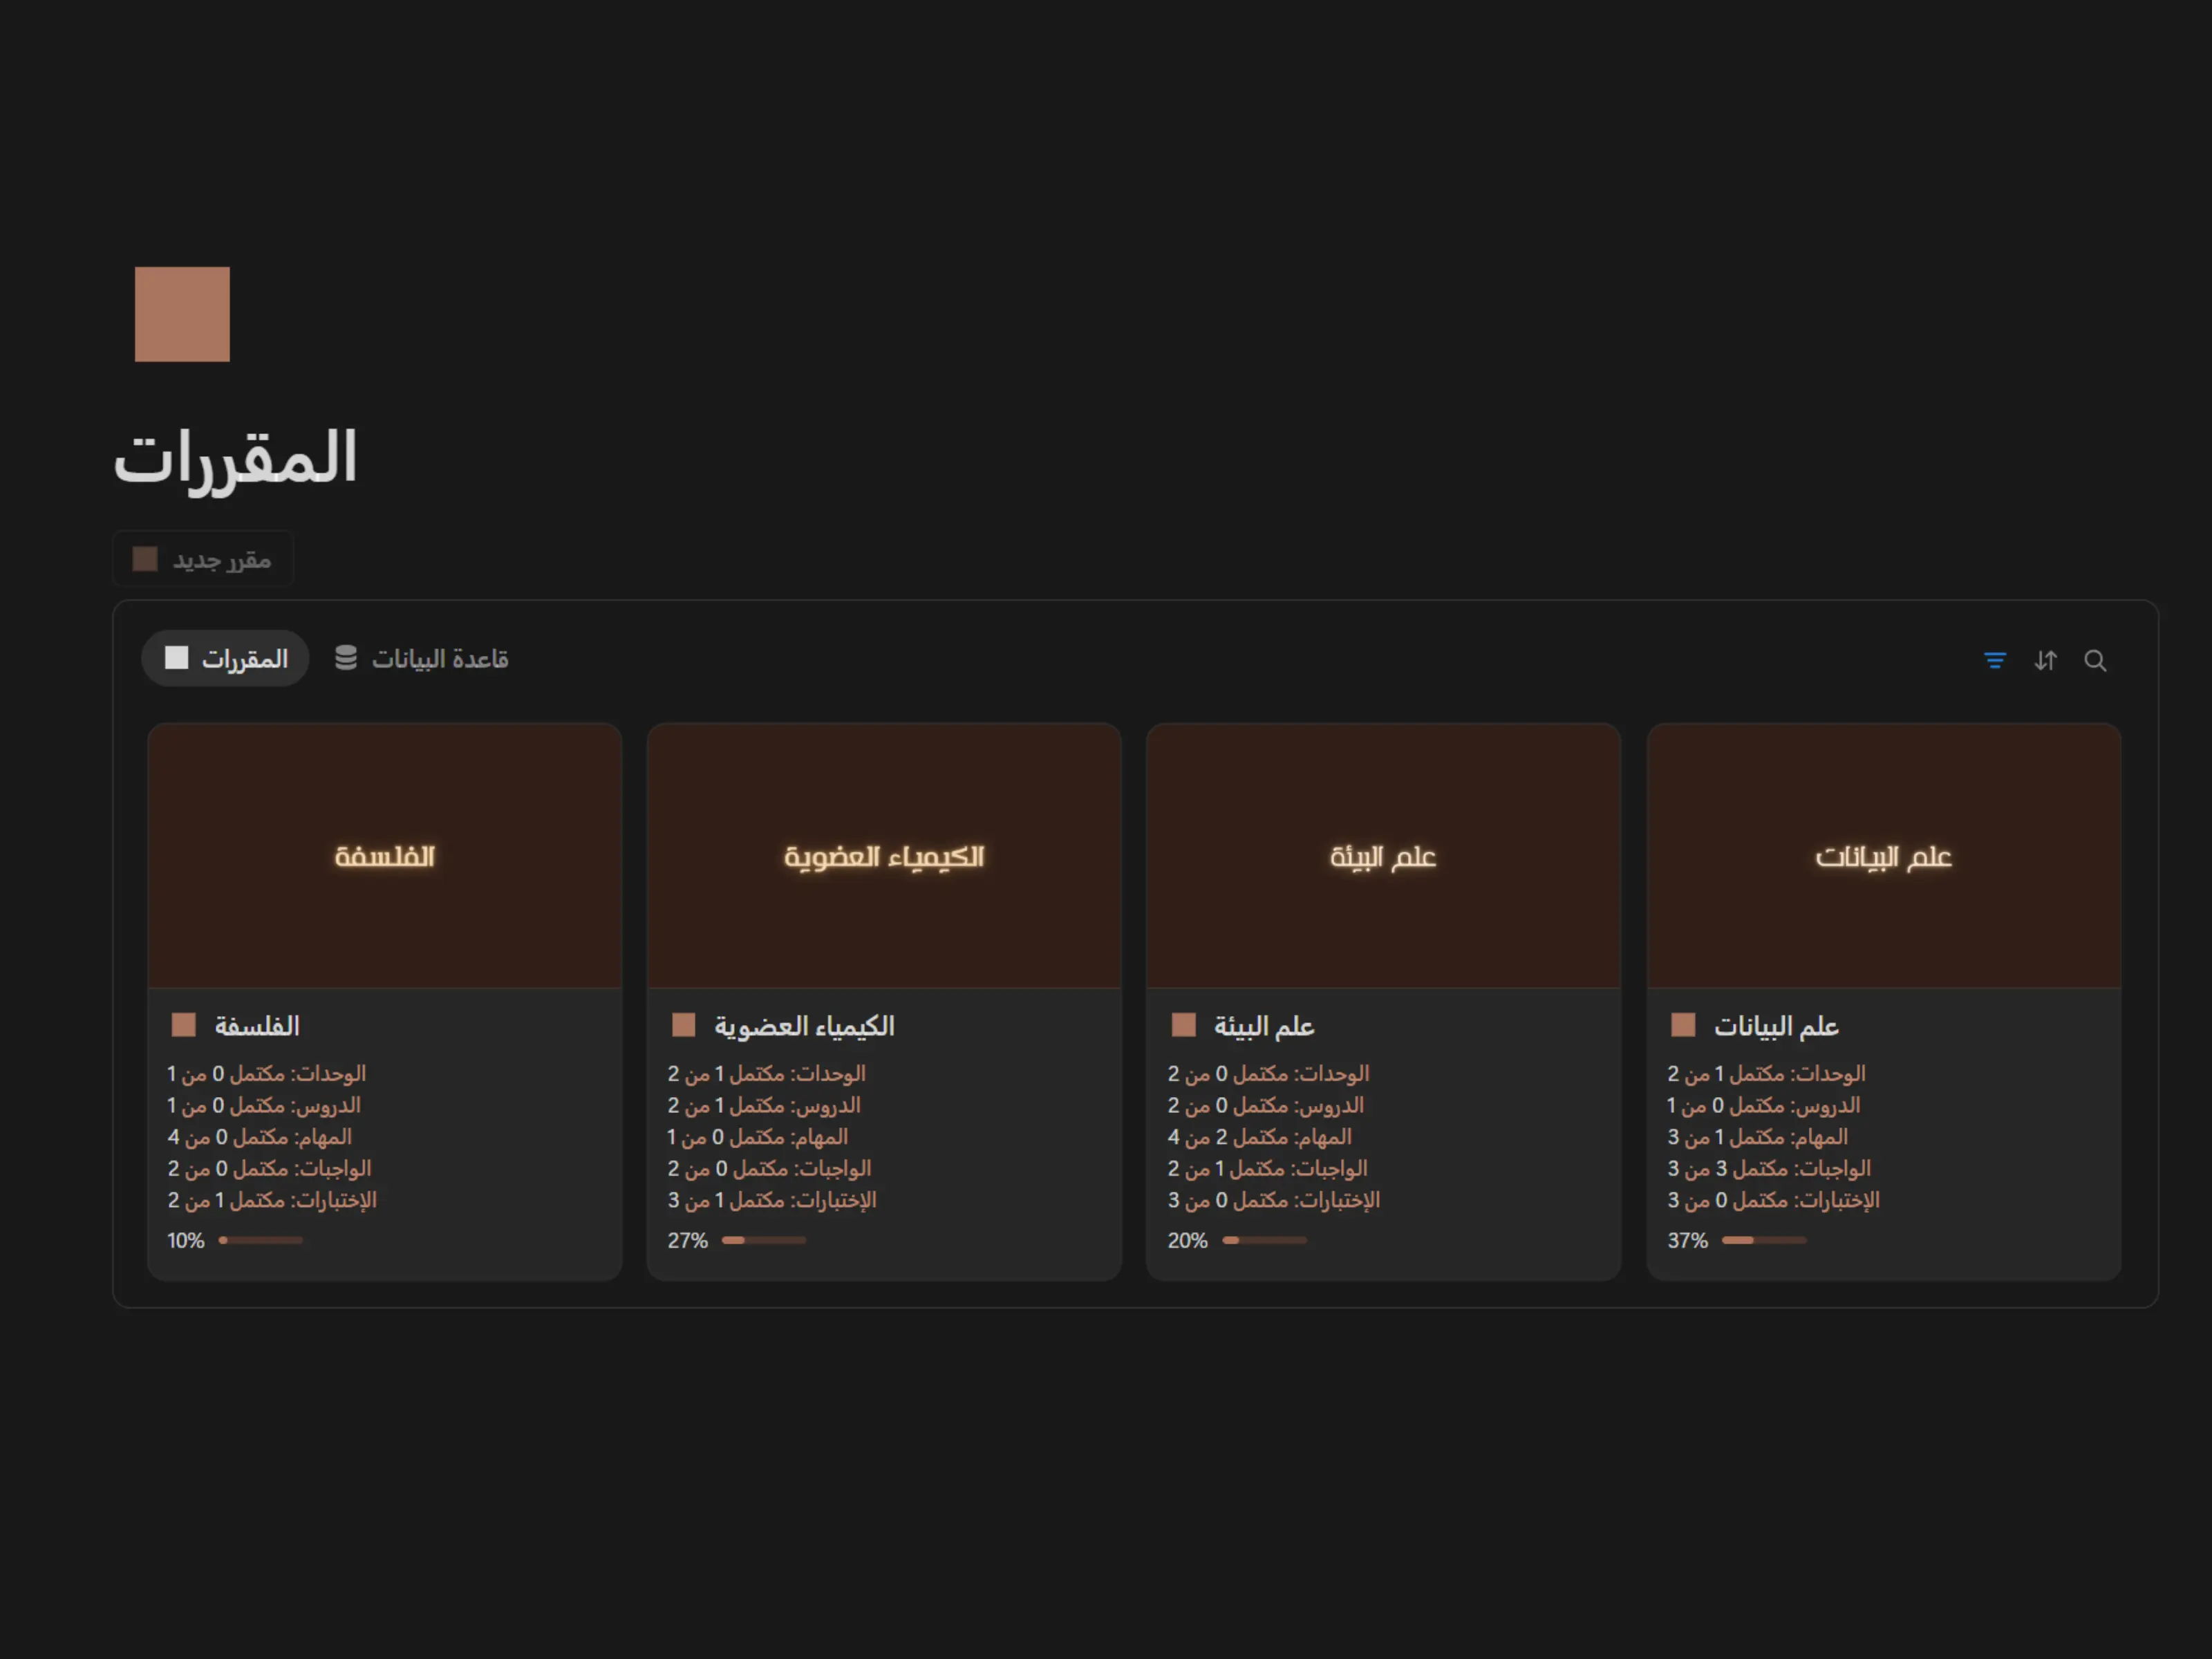 المقررات
مقرر جديد
المقررات
قاعدة البيانات
الفلسفة
الفلسفة
الوحدات: مكتمل 0 من 1
الدروس: مكتمل 0 من 1
المهام: مكتمل 0 من 4
الواجبات: مكتمل 0 من 2
الإختبارات: مكتمل 1 من 2
10%
الكيمياء العضوية
الكيمياء العضوية
الوحدات: مكتمل 1 من 2
الدروس: مكتمل 1 من 2
المهام: مكتمل 0 من 1
الواجبات: مكتمل 0 من 2
الإختبارات: مكتمل 1 من 3
27%
علم البيئة
علم البيئة
الوحدات: مكتمل 0 من 2
الدروس: مكتمل 0 من 2
المهام: مكتمل 2 من 4
الواجبات: مكتمل 1 من 2
الإختبارات: مكتمل 0 من 3
20%
علم البيانات
علم البيانات
الوحدات: مكتمل 1 من 2
الدروس: مكتمل 0 من 1
المهام: مكتمل 1 من 3
الواجبات: مكتمل 3 من 3
الإختبارات: مكتمل 0 من 3
37%